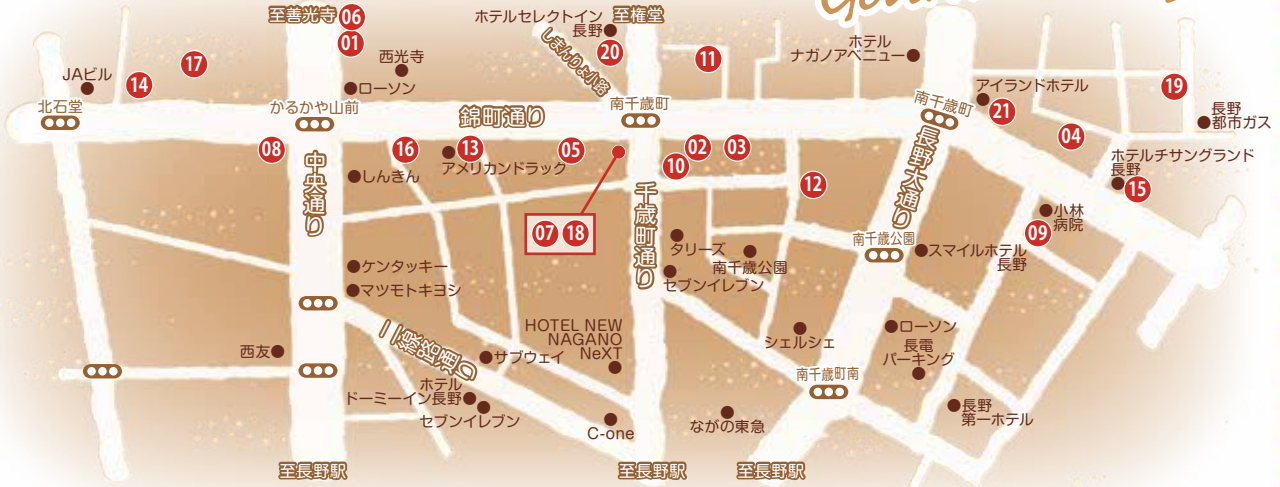 至善光寺
06
01
ホテルセレクトイン
長野
20
至権堂
しまんりょ小路
11
ホテル
ナガノアベニュー
JAビル
14
17
西光寺
ローソン
アイランドホテル
21
19
長野
都市ガス
北石堂
かるかや山前
錦町通り
南千歳町
南千歳町
04
08
16
13
アメリカンドラッグ
05
02
03
10
ホテルチサングランド
長野
15
しんきん
中央通り
07 18
千歳町通り
12
長野大通り
小林
病院
09
タリーズ
南千歳公園
南千歳公園
スマイルホテル
長野
ケンタッキー
マツモトキヨシ
セブンイレブン
二線路通り
HOTEL NEW
NAGANO
NeXT
シェルシェ
ローソン
長電
パーキング
西友
サブウェイ
南千歳町南
ホテル
ドーミーイン長野
セブンイレブン
C-one
ながの東急
長野
第一ホテル
至長野駅
至長野駅
至長野駅